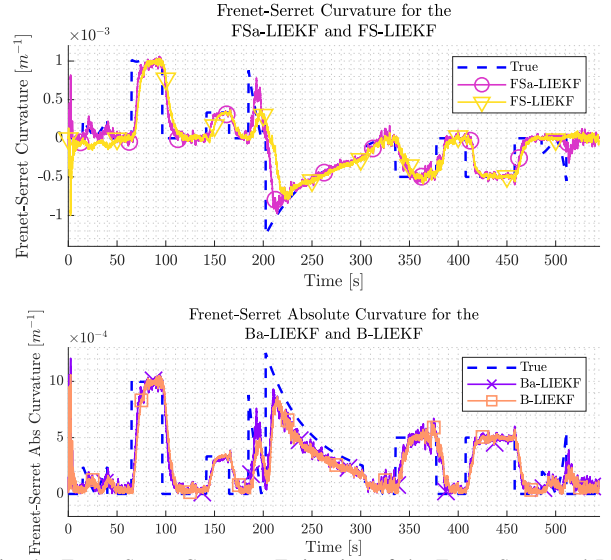 Frenet-Serret Curvature for the
FSa-LIEKF and FS-LIEKF
×10⁻³
Frenet-Serret Curvature [m⁻¹]
1
0.5
0
-0.5
-1
True
FSa-LIEKF
FS-LIEKF
0 50 100 150 200 250 300 350 400 450 500
Time [s]
Frenet-Serret Absolute Curvature for the
Ba-LIEKF and B-LIEKF
×10⁻⁴
Frenet-Serret Abs Curvature [m⁻¹]
10
5
0
True
Ba-LIEKF
B-LIEKF
0 50 100 150 200 250 300 350 400 450 500
Time [s]